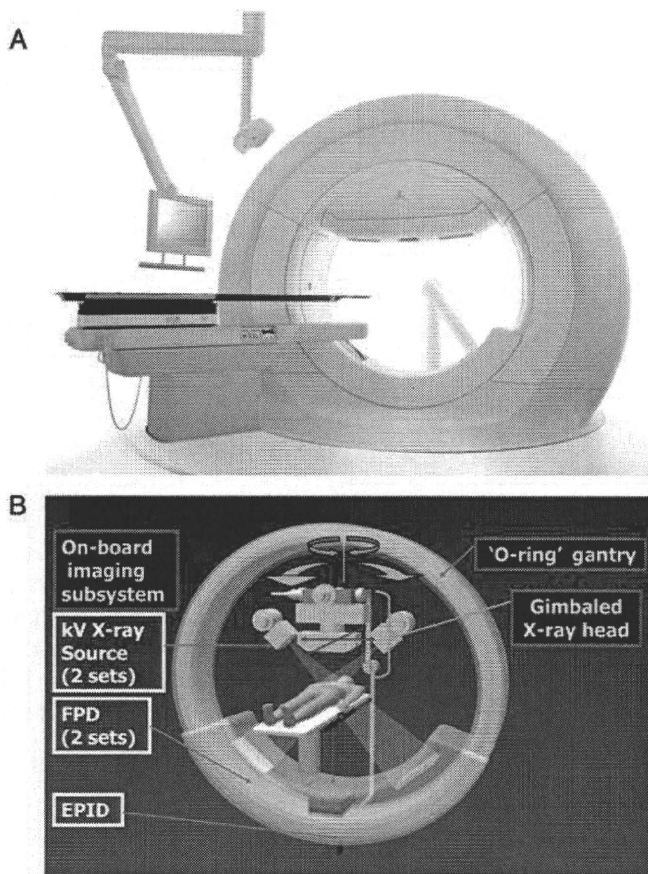 A
B
On-board
imaging
subsystem
kV X-ray
Source
(2 sets)
FPD
(2 sets)
EPID
'O-ring' gantry
Gimbaled
X-ray head